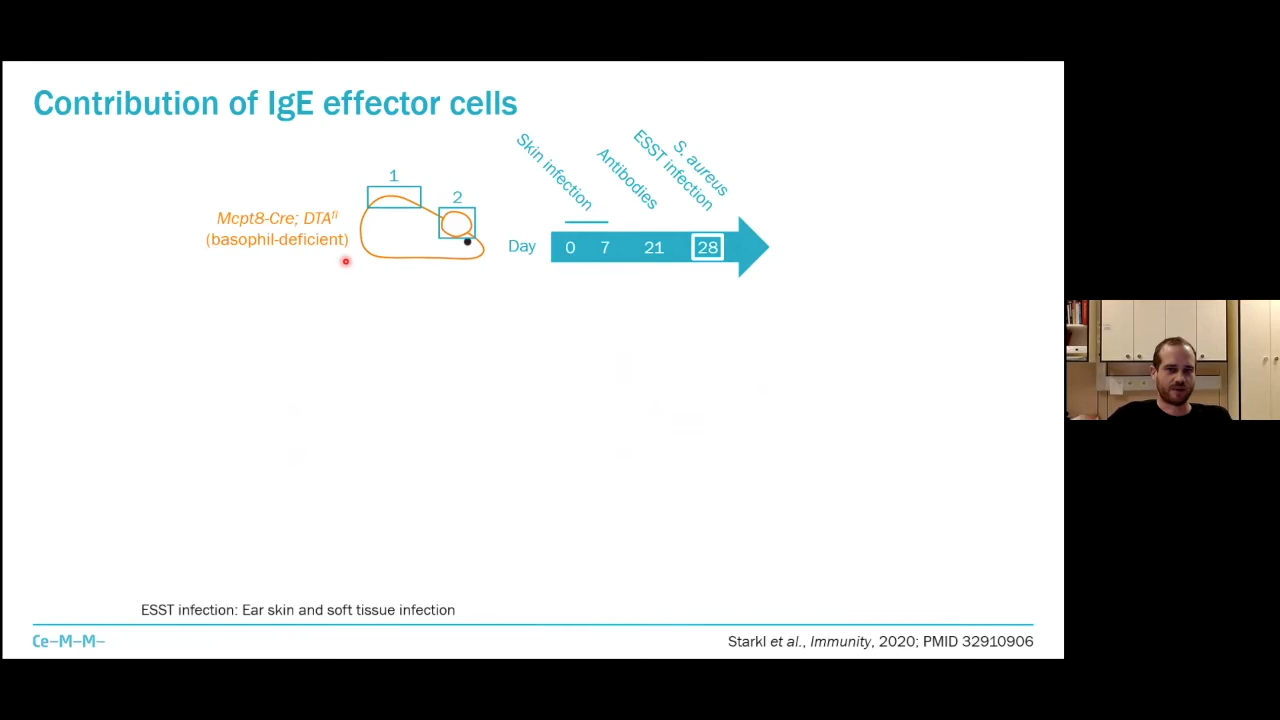 Contribution of IgE effector cells
Skin infection
Antibodies
S. aureus
ESST infection
1
2
Mcpt8-Cre; DTAfl
(basophil-deficient)
Day
0 7 21 28
ESST infection: Ear skin and soft tissue infection
Ce–M–M–
Starkl et al., Immunity, 2020; PMID 32910906